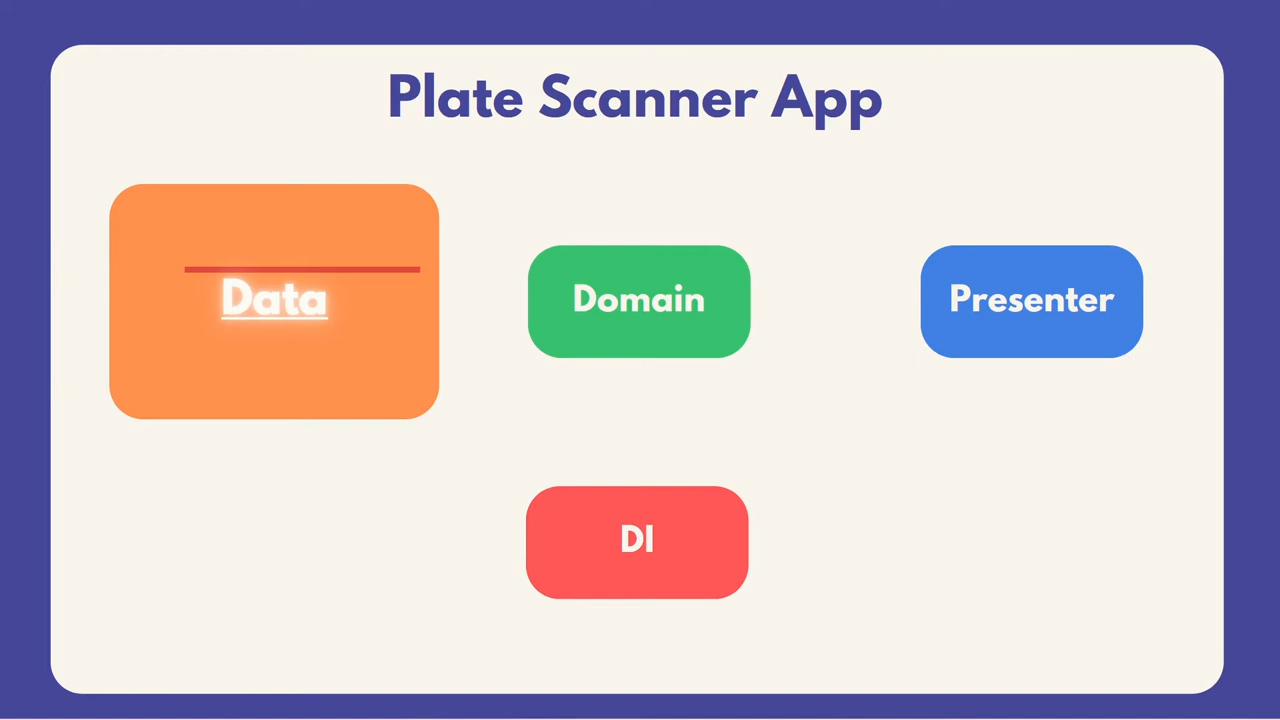 Plate Scanner App
Data
Domain
Presenter
DI